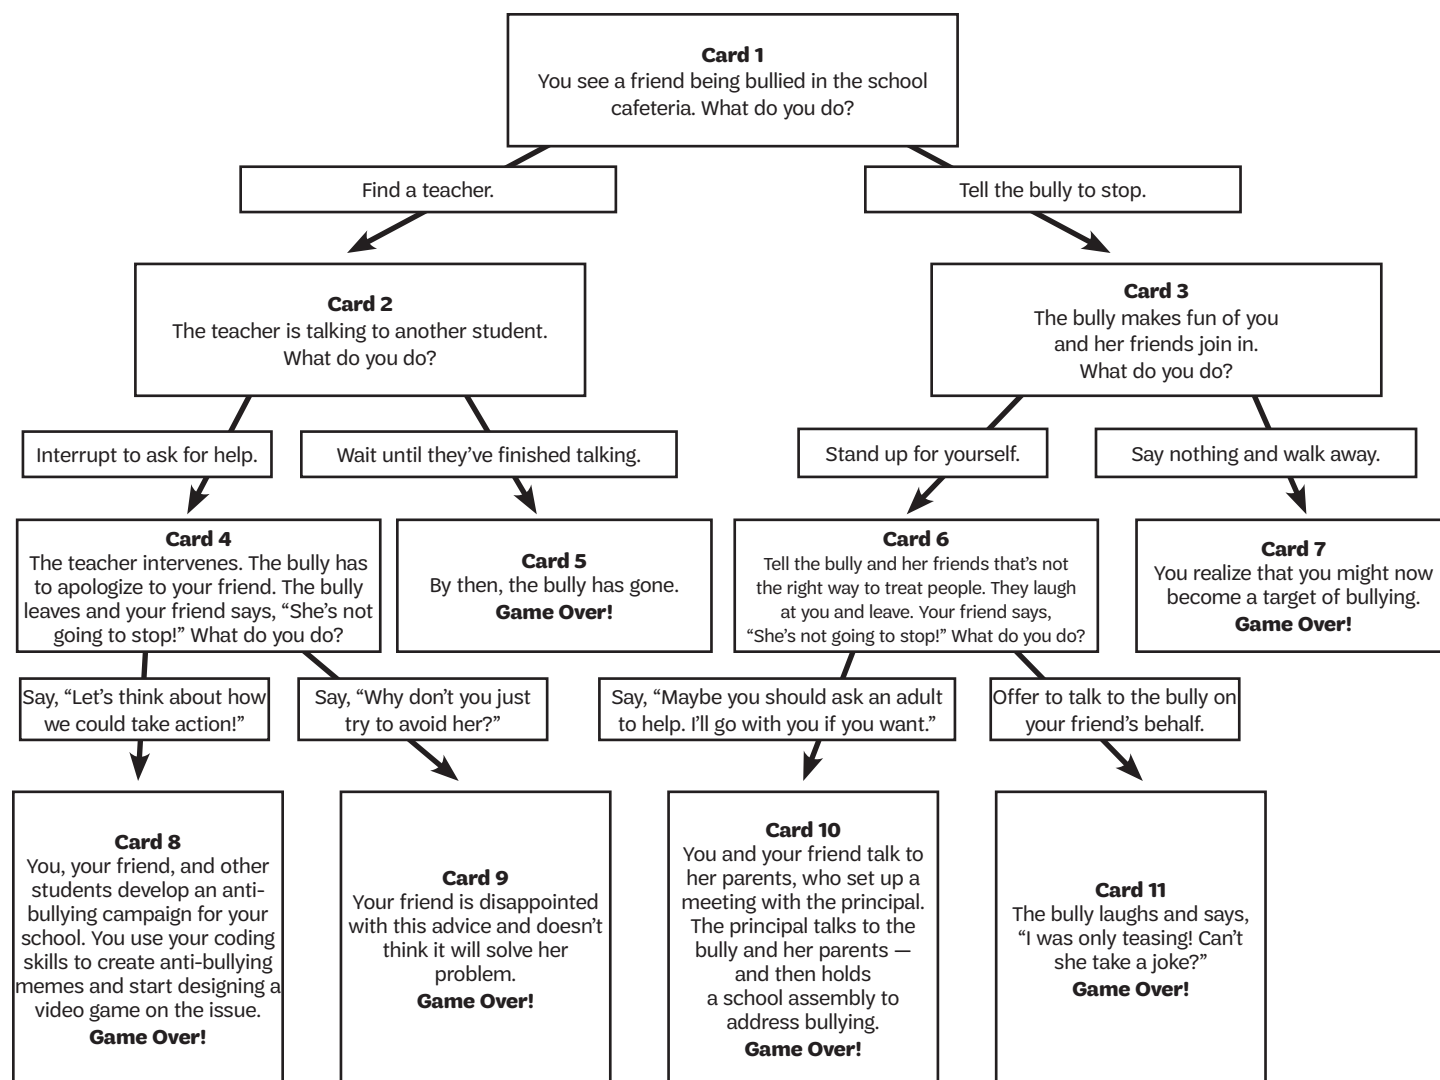 Card 1
You see a friend being bullied in the school
cafeteria. What do you do?
Find a teacher.
Tell the bully to stop.
Card 2
The teacher is talking to another student.
What do you do?
Card 3
The bully makes fun of you
and her friends join in.
What do you do?
Interrupt to ask for help.
Wait until they’ve finished talking.
Stand up for yourself.
Say nothing and walk away.
Card 4
The teacher intervenes. The bully has
to apologize to your friend. The bully
leaves and your friend says, “She’s not
going to stop!” What do you do?
Card 5
By then, the bully has gone.
Game Over!
Card 6
Tell the bully and her friends that’s not
the right way to treat people. They laugh
at you and leave. Your friend says,
“She’s not going to stop!” What do you do?
Card 7
You realize that you might now
become a target of bullying.
Game Over!
Say, “Let’s think about how
we could take action!”
Say, “Why don’t you just
try to avoid her?”
Say, “Maybe you should ask an adult
to help. I’ll go with you if you want.”
Offer to talk to the bully on
your friend’s behalf.
Card 8
You, your friend, and other
students develop an anti-
bullying campaign for your
school. You use your coding
skills to create anti-bullying
memes and start designing a
video game on the issue.
Game Over!
Card 9
Your friend is disappointed
with this advice and doesn’t
think it will solve her
problem.
Game Over!
Card 10
You and your friend talk to
her parents, who set up a
meeting with the principal.
The principal talks to the
bully and her parents —
and then holds
a school assembly to
address bullying.
Game Over!
Card 11
The bully laughs and says,
“I was only teasing! Can’t
she take a joke?”
Game Over!